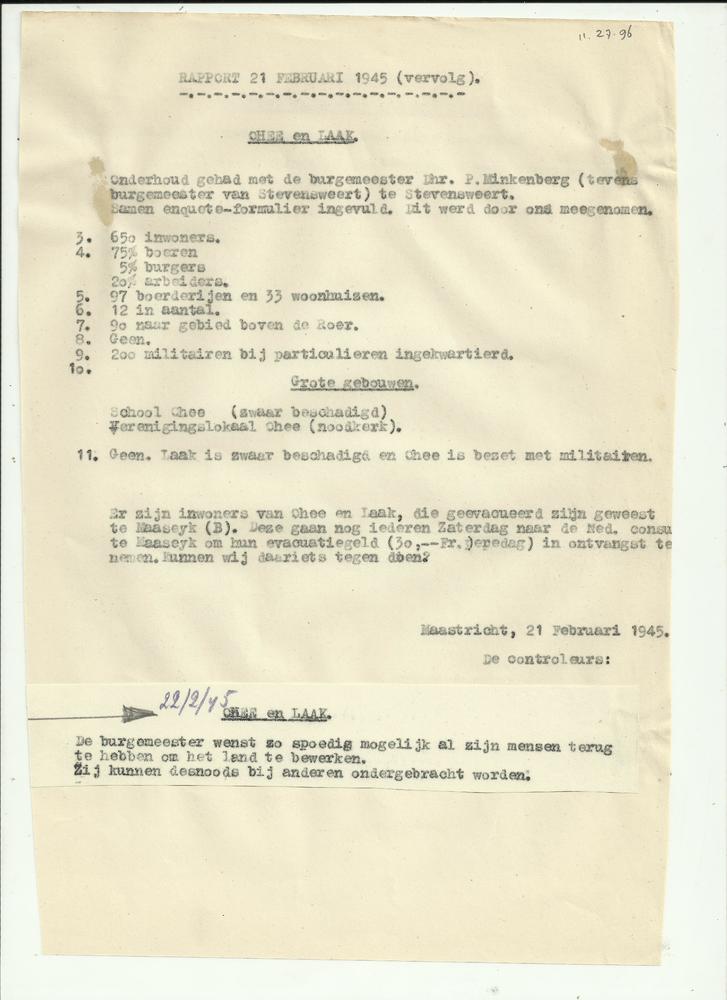 11.27.96
RAPPORT 21 FEBRUARI 1945 (vervolg).
-.-.-.-.-.-.-.-.-.-.-.-.-.-.-.-.-.-
OHEE en LAAK.
Onderhoud gehad met de burgemeester Dhr. P.Minkenberg (tevens
burgemeester van Stevensweert) te Stevensweert.
Samen enquete-formulier ingevuld. Dit werd door ons meegenomen.
3. 650 inwoners.
4. 75% boeren
5% burgers
20% arbeiders.
5. 97 boerderijen en 33 woonhuizen.
6. 12 in aantal.
7. 90 naar gebied boven de Roer.
8. Geen.
9. 200 militairen bij particulieren ingekwartierd.
10.
Grote gebouwen.
School Ohee (zwaar beschadigd)
Verenigingslokaal Ohee (noodkerk).
11. Geen. Laak is zwaar beschadigd en Ohee is bezet met militairen.
Er zijn inwoners van Ohee en Laak, die geevacueerd zijn geweest
te Maaseyk (B). Deze gaan nog iederen Zaterdag naar de Ned. consu
te Maaseyk om hun evacuatiegeld (30,--Fr.peredag) in ontvangst te
nemen.Kunnen wij daariets tegen doen?
Maastricht, 21 Februari 1945.
De controleurs:
22/2/45
OHEE en LAAK.
De burgemeester wenst zo spoedig mogelijk al zijn mensen terug
te hebben om het land te bewerken.
Zij kunnen desnoods bij anderen ondergebracht worden.